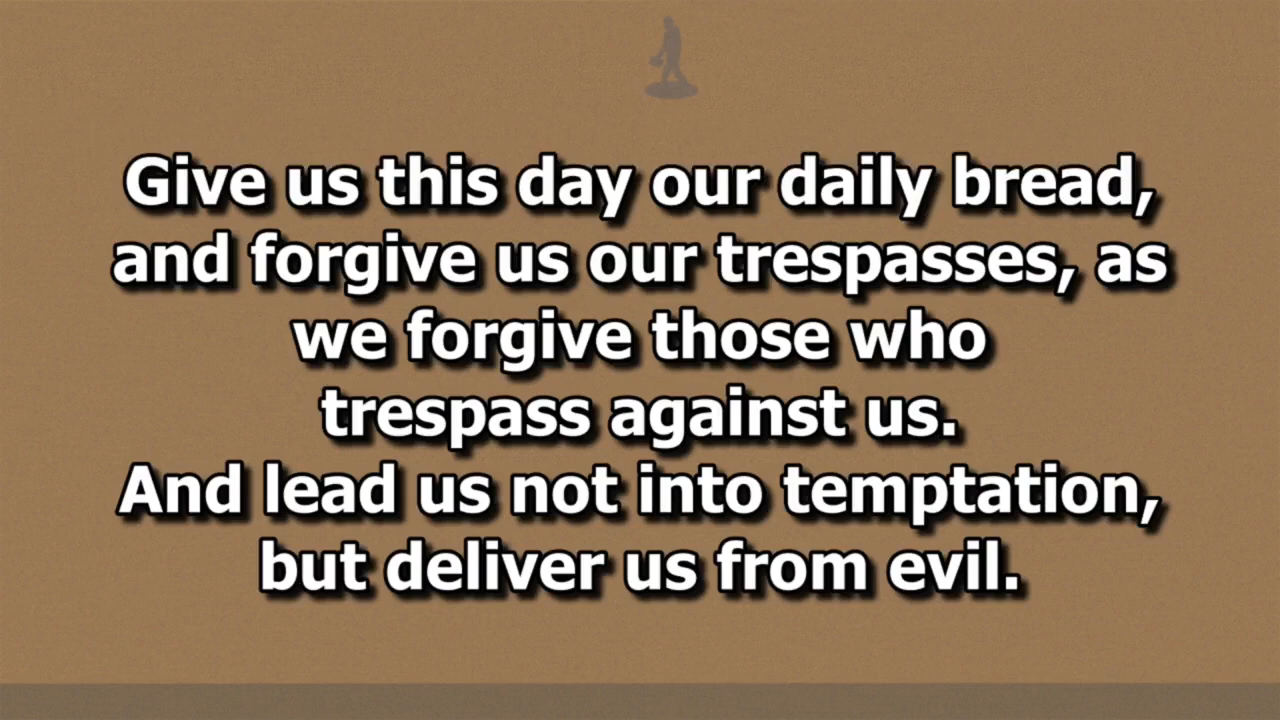 Give us this day our daily bread,
and forgive us our trespasses, as
we forgive those who
trespass against us.
And lead us not into temptation,
but deliver us from evil.